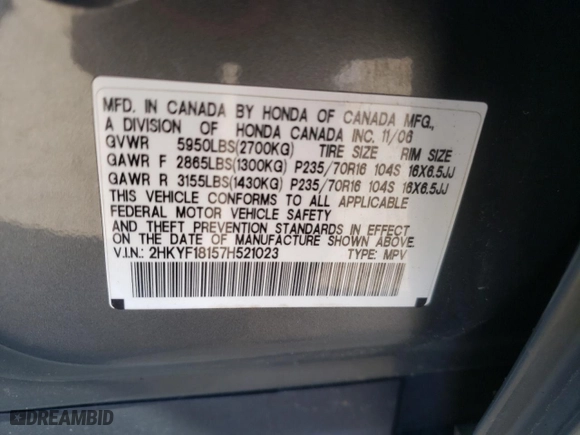 MFD. IN CANADA BY HONDA OF CANADA MFG.,
A DIVISION OF HONDA CANADA INC. 11/06
GVWR 5950LBS(2700KG) TIRE SIZE RIM SIZE
GAWR F 2865LBS(1300KG) P235/70R16 104S 16X6.5JJ
GAWR R 3155LBS(1430KG) P235/70R16 104S 16X6.5JJ
THIS VEHICLE CONFORMS TO ALL APPLICABLE
FEDERAL MOTOR VEHICLE SAFETY
AND THEFT PREVENTION STANDARDS IN EFFECT
ON THE DATE OF MANUFACTURE SHOWN ABOVE.
V.I.N.: 2HKYF18157H521023 TYPE: MPV
DREAMBID